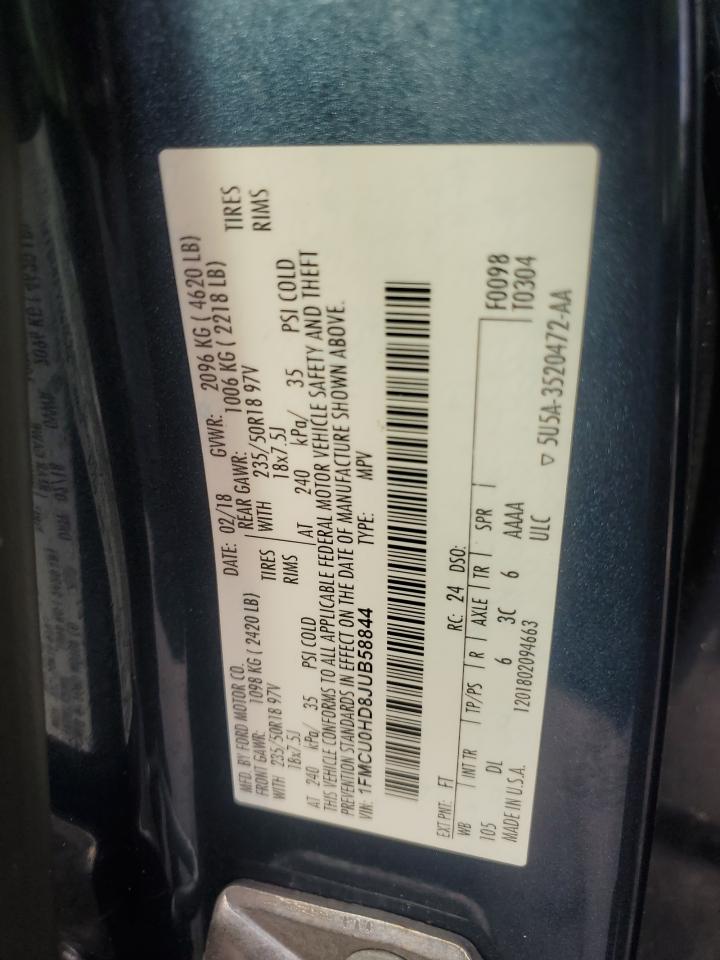 MFD. BY FORD MOTOR CO.
DATE: 02/18 GVWR: 2096 KG ( 4620 LB)
FRONT GAWR: 1098 KG ( 2420 LB) REAR GAWR: 1006 KG ( 2218 LB)
WITH 235/50R18 97V TIRES WITH 235/50R18 97V TIRES
18x7.5J RIMS 18x7.5J RIMS
AT 240 kPa/ 35 PSI COLD AT 240 kPa/ 35 PSI COLD
THIS VEHICLE CONFORMS TO ALL APPLICABLE FEDERAL MOTOR VEHICLE SAFETY AND THEFT
PREVENTION STANDARDS IN EFFECT ON THE DATE OF MANUFACTURE SHOWN ABOVE.
VIN: 1FMCU0HD8JUB58844 TYPE: MPV
EXT PNT: FT RC: 24 DSO:
WB INT TR TP/PS R AXLE TR SPR F0098
105 DL 6 3C 6 AAAA T0304
MADE IN U.S.A. 1201802094663 ULC
▽ 5U5A-3520472-AA